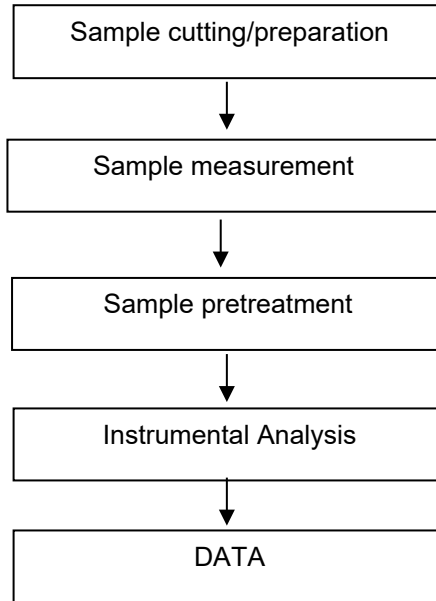 Sample cutting/preparation
Sample measurement
Sample pretreatment
Instrumental Analysis
DATA